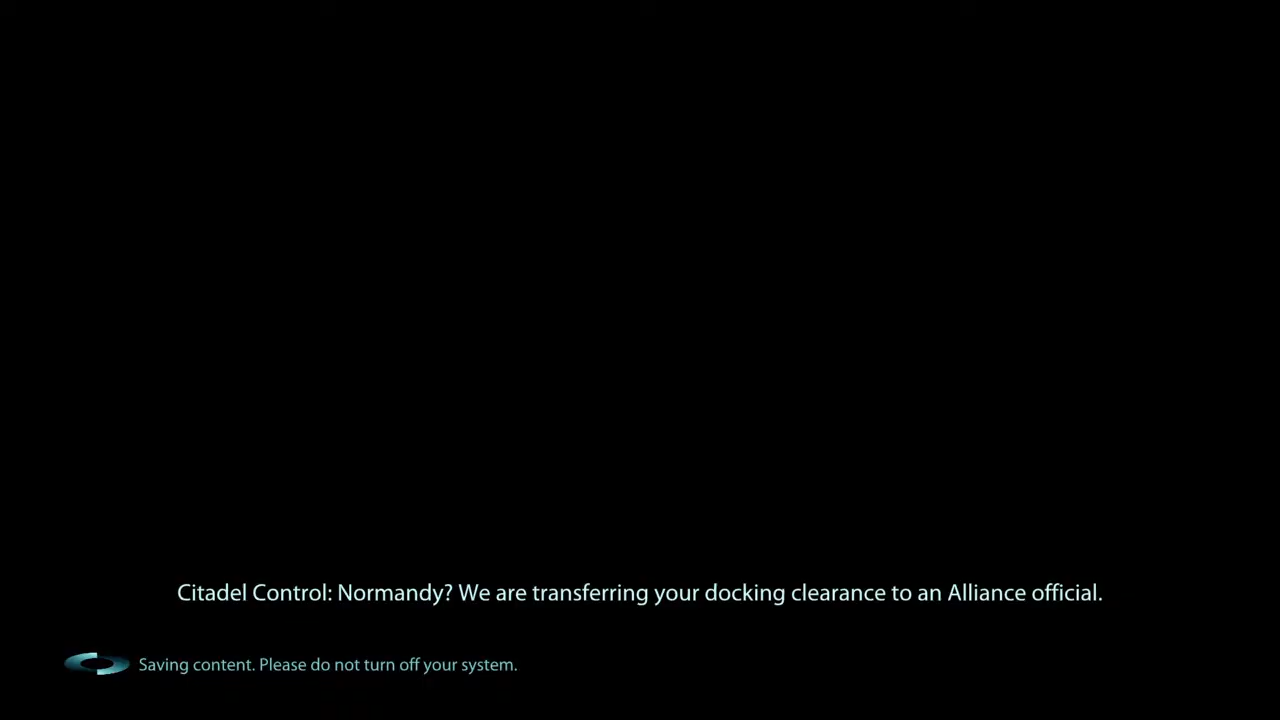 Citadel Control: Normandy? We are transferring your docking clearance to an Alliance official.
Saving content. Please do not turn off your system.